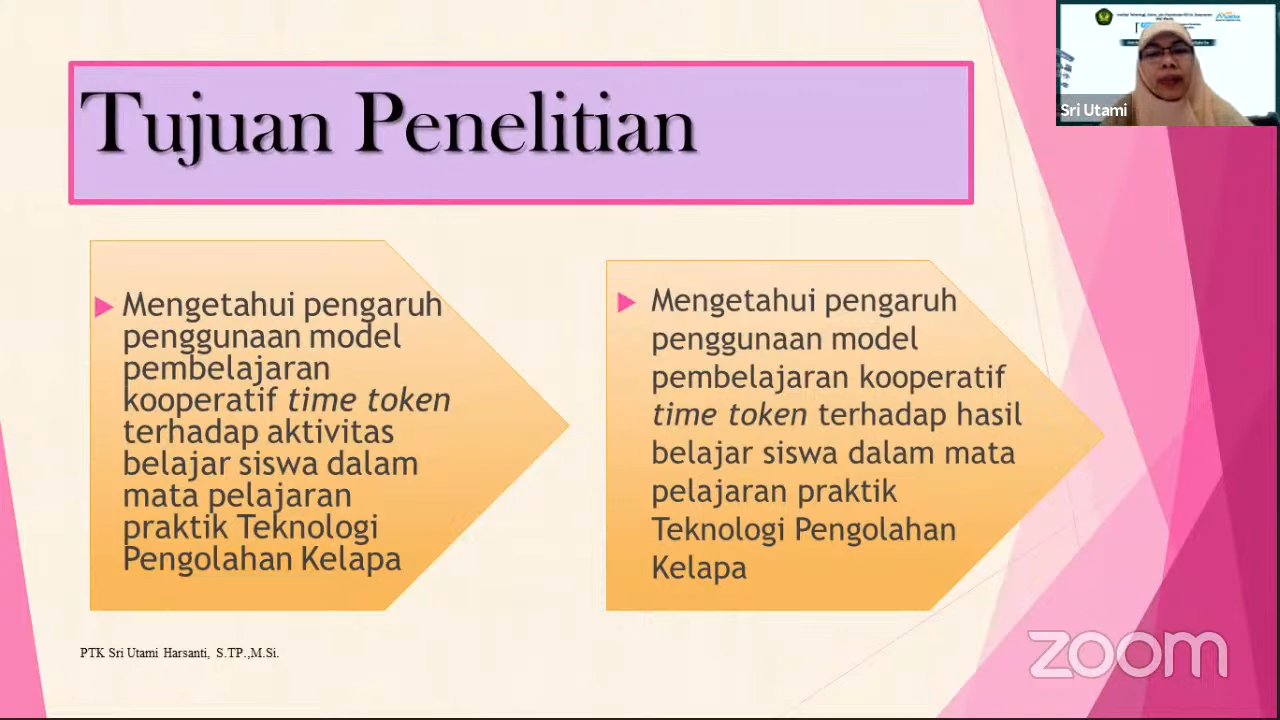 Tujuan Penelitian
Mengetahui pengaruh
penggunaan model
pembelajaran
kooperatif time token
terhadap aktivitas
belajar siswa dalam
mata pelajaran
praktik Teknologi
Pengolahan Kelapa
Mengetahui pengaruh
penggunaan model
pembelajaran kooperatif
time token terhadap hasil
belajar siswa dalam mata
pelajaran praktik
Teknologi Pengolahan
Kelapa
PTK Sri Utami Harsanti, S.TP.,M.Si.
Sri Utami
zoom